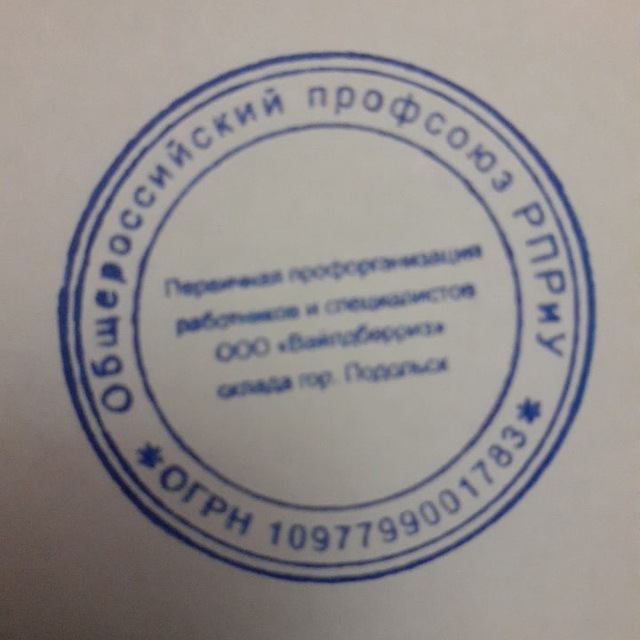 Общероссийский профсоюз РПРиУ
Первичная профорганизация
работников и специалистов
ООО «Вайлдберриз»
склада гор. Подольск
* ОГРН 1097799001783 *